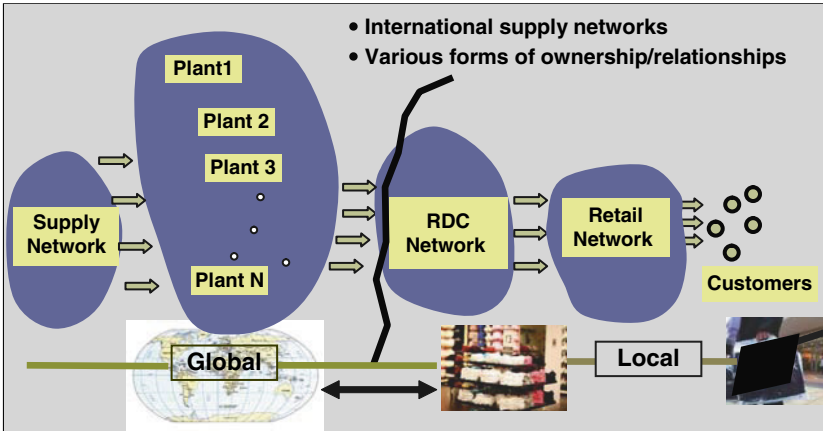 • International supply networks
• Various forms of ownership/relationships
Plant1
Plant 2
Plant 3
Plant N
Supply
Network
RDC
Network
Retail
Network
Customers
Global
Local